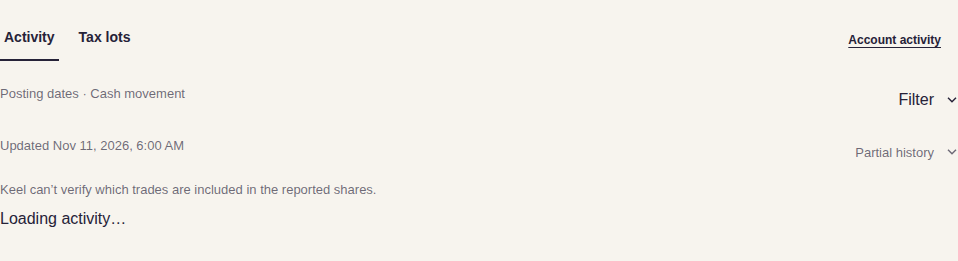 Activity Tax lots Account activity
Posting dates · Cash movement Filter
Updated Nov 11, 2026, 6:00 AM Partial history
Keel can’t verify which trades are included in the reported shares.
Loading activity…